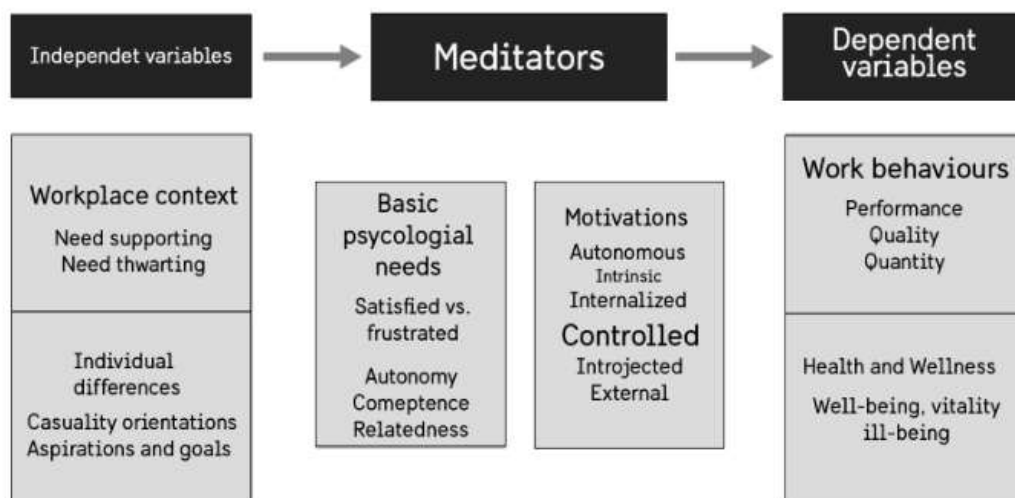 Independet variables
Meditators
Dependent
variables
Workplace context
Need supporting
Need thwarting
Individual
differences
Casuality orientations
Aspirations and goals
Basic
psycologial
needs
Satisfied vs.
frustrated
Autonomy
Comeptence
Relatedness
Motivations
Autonomous
Intrinsic
Internalized
Controlled
Introjected
External
Work behaviours
Performance
Quality
Quantity
Health and Wellness
Well-being, vitality
ill-being